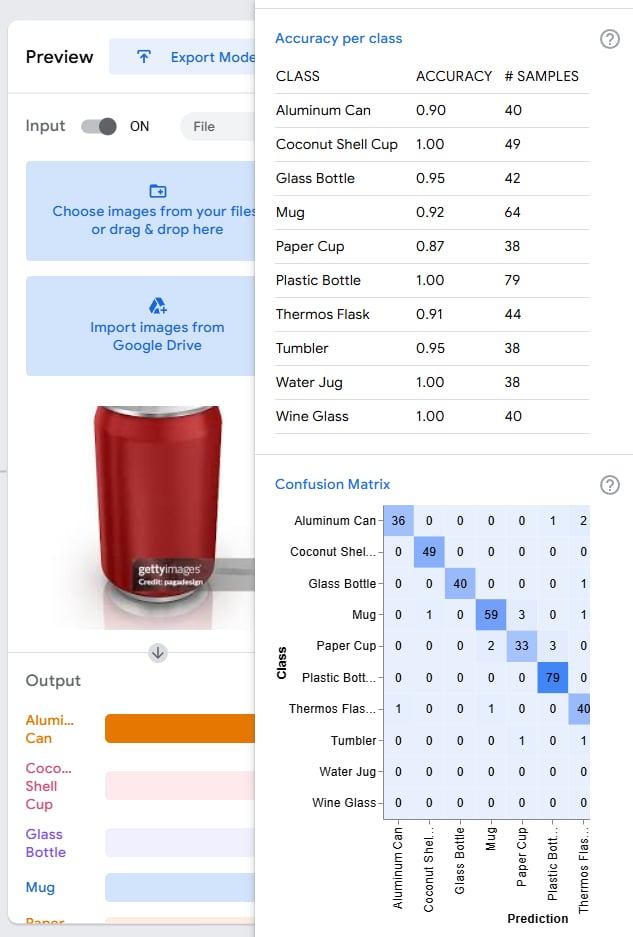 Preview
Export Mode
Input
ON
File
Choose images from your files,
or drag & drop here
Import images from
Google Drive
gettyimages®
Credit: pagadesign
Output
Alumi...
Can
Coco...
Shell
Cup
Glass
Bottle
Mug
Paper
Accuracy per class
CLASS ACCURACY # SAMPLES
Aluminum Can 0.90 40
Coconut Shell Cup 1.00 49
Glass Bottle 0.95 42
Mug 0.92 64
Paper Cup 0.87 38
Plastic Bottle 1.00 79
Thermos Flask 0.91 44
Tumbler 0.95 38
Water Jug 1.00 38
Wine Glass 1.00 40
Confusion Matrix
Class
Aluminum Can 36 0 0 0 0 1 2
Coconut Shel... 0 49 0 0 0 0 0
Glass Bottle 0 0 40 0 0 0 1
Mug 0 1 0 59 3 0 1
Paper Cup 0 0 0 2 33 3 0
Plastic Bott... 0 0 0 0 0 79 0
Thermos Flas... 1 0 0 1 0 0 40
Tumbler 0 0 0 0 1 0 1
Water Jug 0 0 0 0 0 0 0
Wine Glass 0 0 0 0 0 0 0
Aluminum Can
Coconut Shel...
Glass Bottle
Mug
Paper Cup
Plastic Bott...
Thermos Flas...
Prediction